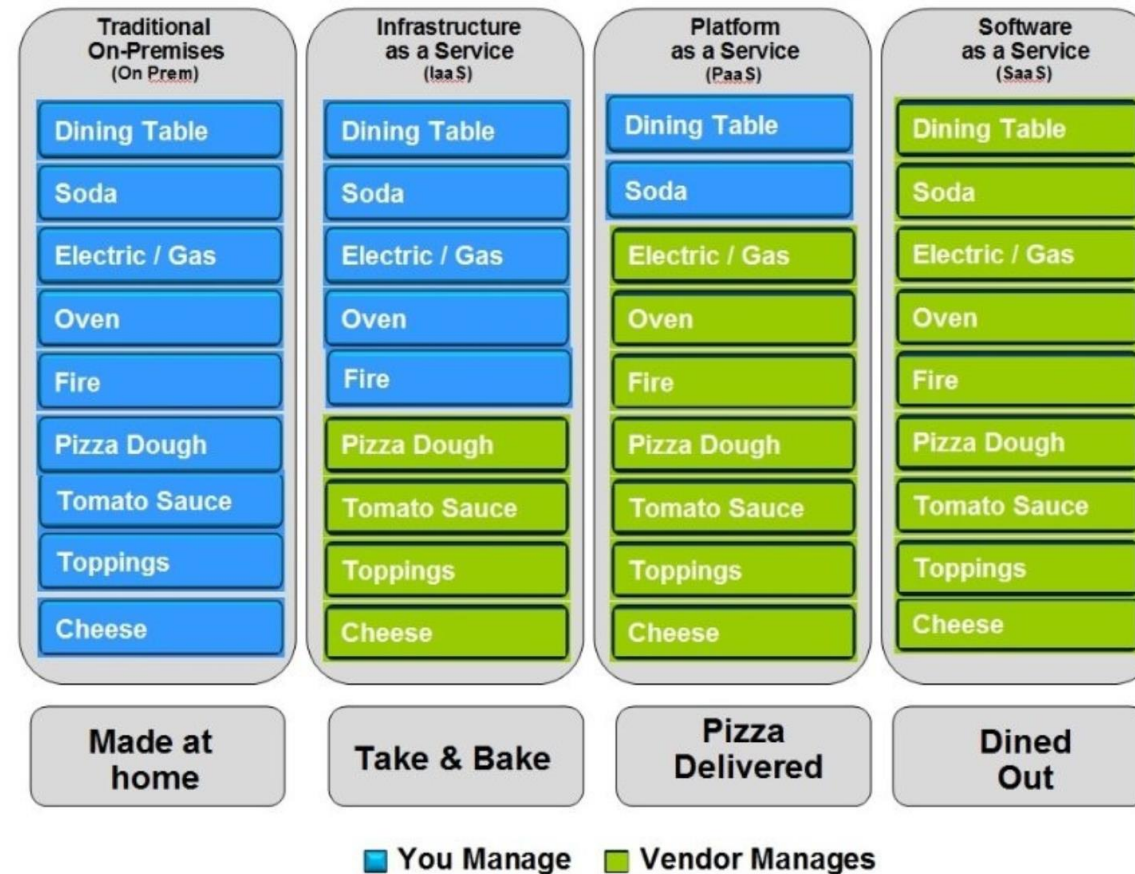 Traditional
On-Premises
(On Prem)
Dining Table
Soda
Electric / Gas
Oven
Fire
Pizza Dough
Tomato Sauce
Toppings
Cheese
Made at
home
Infrastructure
as a Service
(IaaS)
Dining Table
Soda
Electric / Gas
Oven
Fire
Pizza Dough
Tomato Sauce
Toppings
Cheese
Take & Bake
Platform
as a Service
(PaaS)
Dining Table
Soda
Electric / Gas
Oven
Fire
Pizza Dough
Tomato Sauce
Toppings
Cheese
Pizza
Delivered
Software
as a Service
(SaaS)
Dining Table
Soda
Electric / Gas
Oven
Fire
Pizza Dough
Tomato Sauce
Toppings
Cheese
Dined
Out
You Manage
Vendor Manages